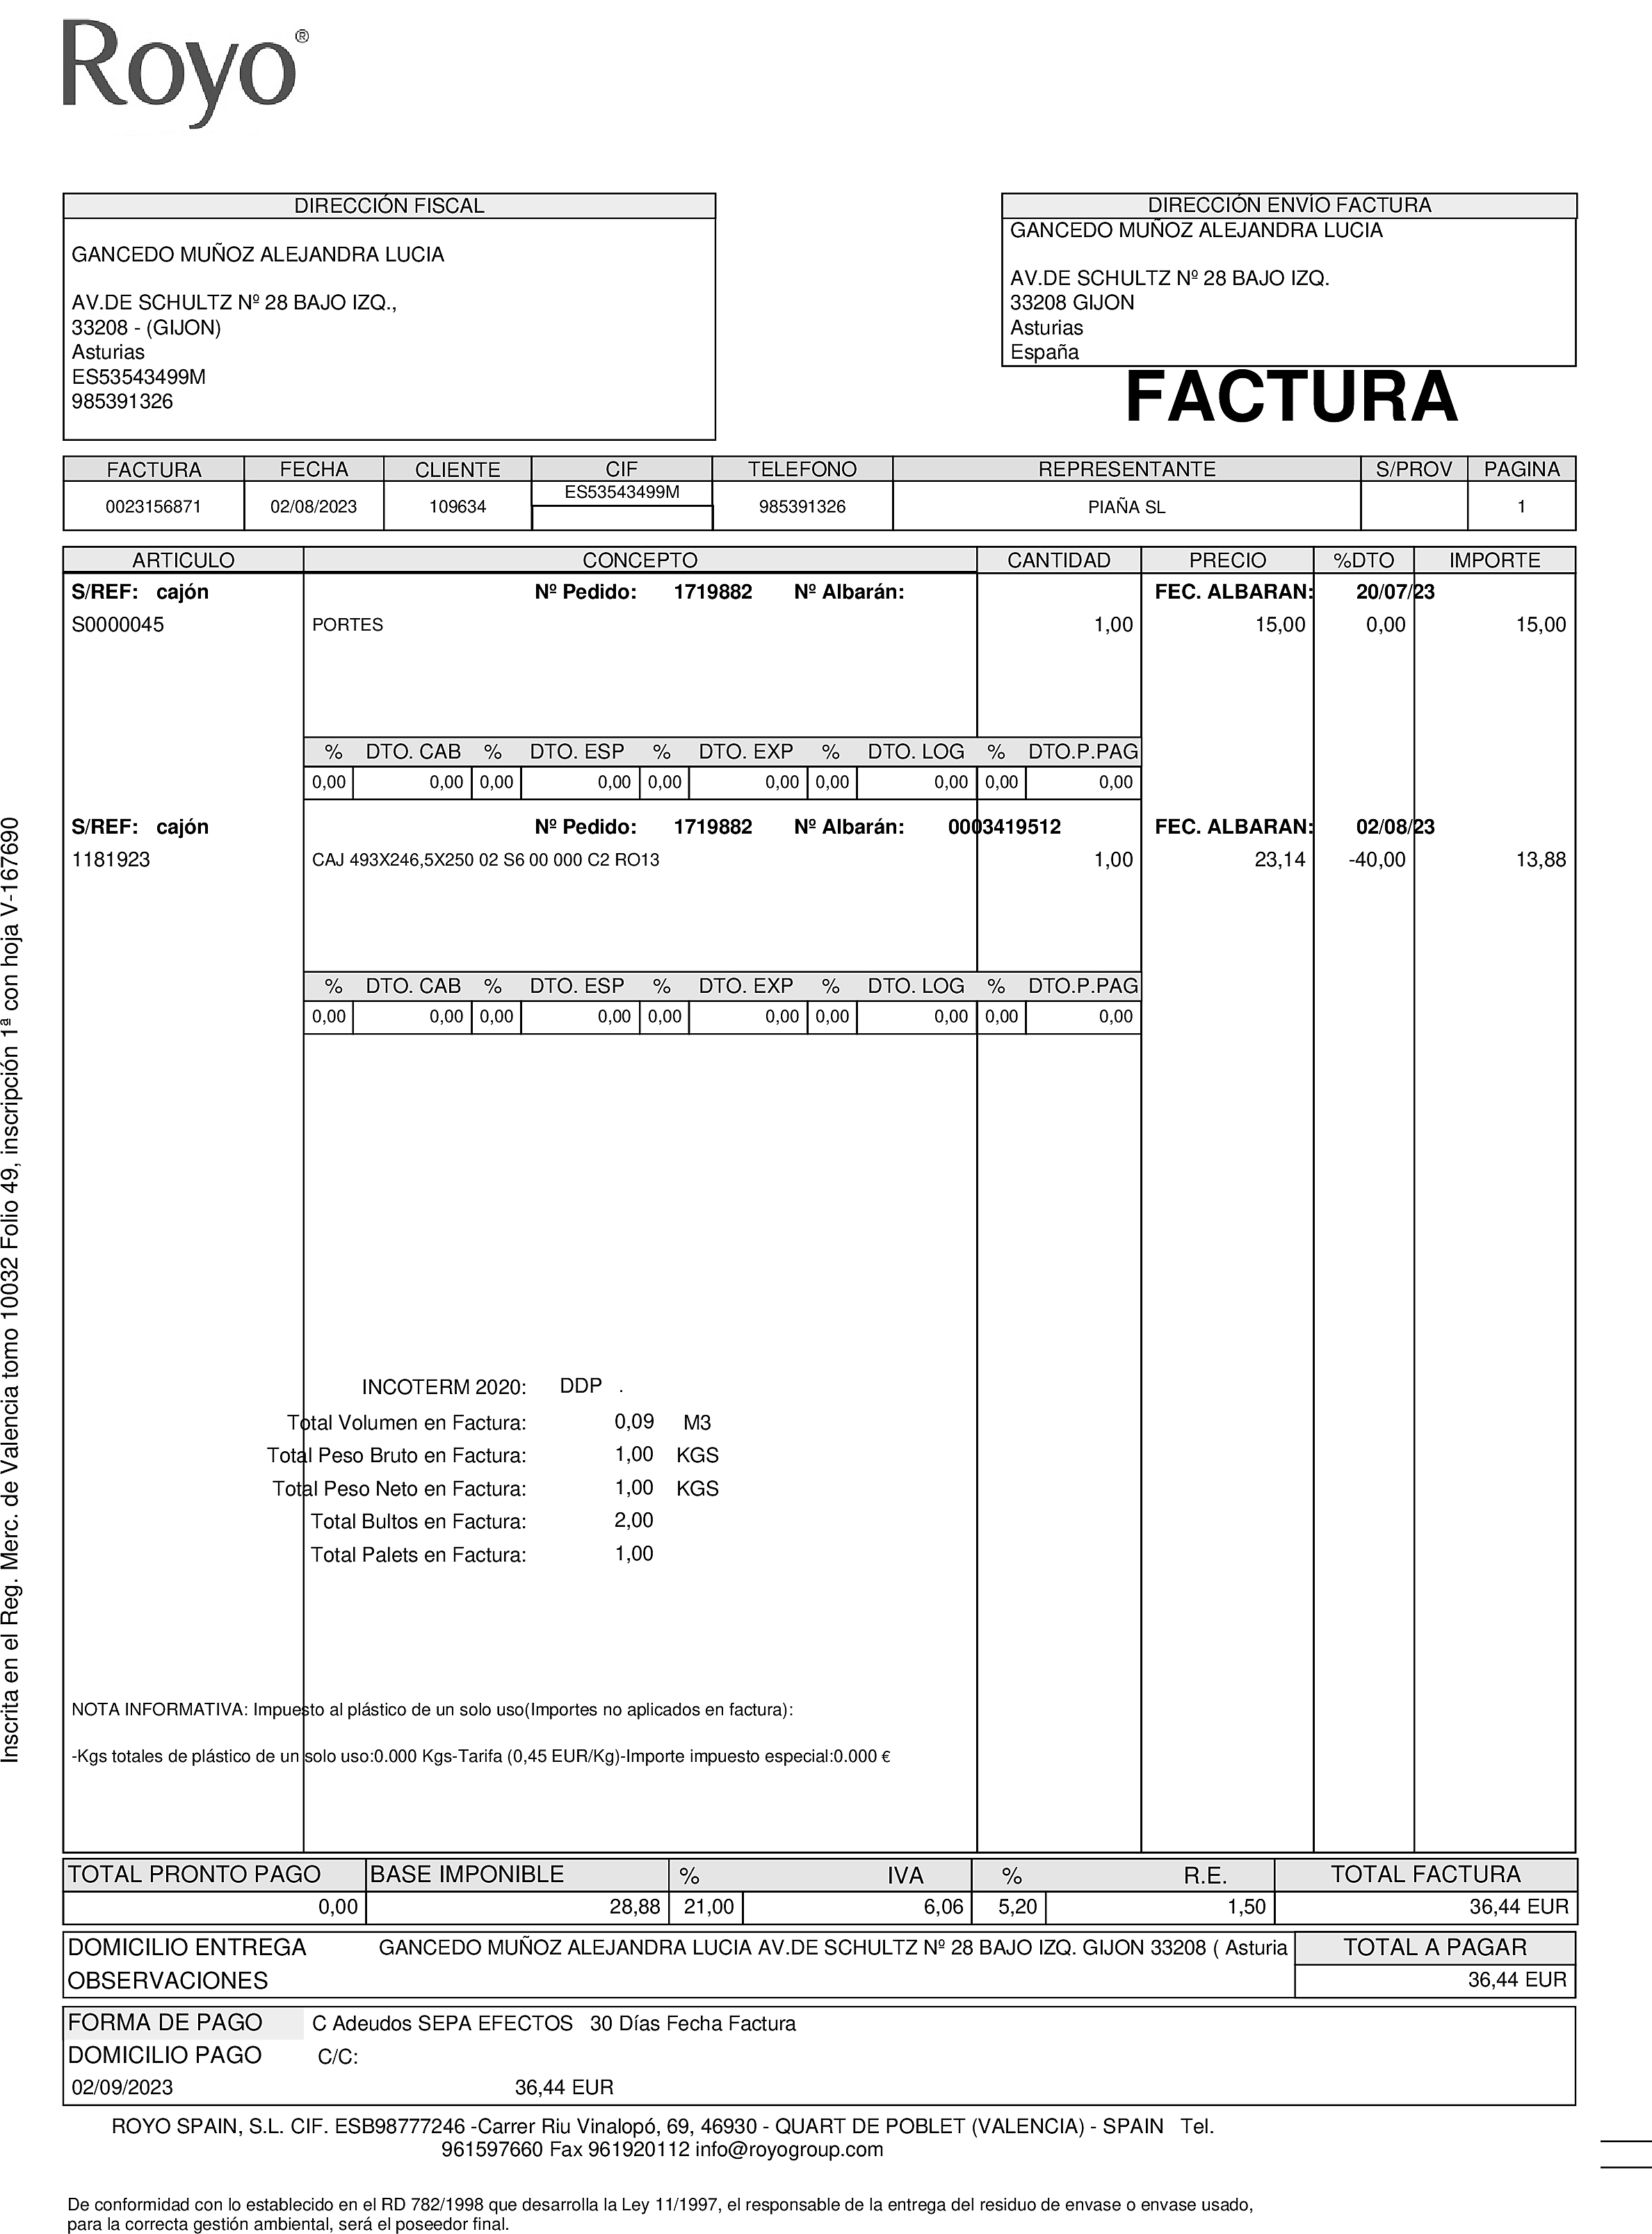 Royo®
DIRECCIÓN FISCAL
GANCEDO MUÑOZ ALEJANDRA LUCIA
AV.DE SCHULTZ Nº 28 BAJO IZQ.,
33208 - (GIJON)
Asturias
ES53543499M
985391326
DIRECCIÓN ENVÍO FACTURA
GANCEDO MUÑOZ ALEJANDRA LUCIA
AV.DE SCHULTZ Nº 28 BAJO IZQ.
33208 GIJON
Asturias
España
FACTURA
FACTURA FECHA CLIENTE CIF TELEFONO REPRESENTANTE S/PROV PAGINA
0023156871 02/08/2023 109634 ES53543499M 985391326 PIAÑA SL 1
ARTICULO CONCEPTO CANTIDAD PRECIO %DTO IMPORTE
S/REF: cajón Nº Pedido: 1719882 Nº Albarán: FEC. ALBARAN: 20/07/23
S0000045 PORTES 1,00 15,00 0,00 15,00
% DTO. CAB % DTO. ESP % DTO. EXP % DTO. LOG % DTO.P.PAG
0,00 0,00 0,00 0,00 0,00 0,00 0,00 0,00 0,00 0,00
S/REF: cajón Nº Pedido: 1719882 Nº Albarán: 0003419512 FEC. ALBARAN: 02/08/23
1181923 CAJ 493X246,5X250 02 S6 00 000 C2 RO13 1,00 23,14 -40,00 13,88
% DTO. CAB % DTO. ESP % DTO. EXP % DTO. LOG % DTO.P.PAG
0,00 0,00 0,00 0,00 0,00 0,00 0,00 0,00 0,00 0,00
INCOTERM 2020: DDP .
Total Volumen en Factura: 0,09 M3
Total Peso Bruto en Factura: 1,00 KGS
Total Peso Neto en Factura: 1,00 KGS
Total Bultos en Factura: 2,00
Total Palets en Factura: 1,00
NOTA INFORMATIVA: Impuesto al plástico de un solo uso(Importes no aplicados en factura):
-Kgs totales de plástico de un solo uso:0.000 Kgs-Tarifa (0,45 EUR/Kg)-Importe impuesto especial:0.000 €
Inscrita en el Reg. Merc. de Valencia tomo 10032 Folio 49, inscripción 1ª con hoja V-167690
TOTAL PRONTO PAGO BASE IMPONIBLE % IVA % R.E. TOTAL FACTURA
0,00 28,88 21,00 6,06 5,20 1,50 36,44 EUR
DOMICILIO ENTREGA GANCEDO MUÑOZ ALEJANDRA LUCIA AV.DE SCHULTZ Nº 28 BAJO IZQ. GIJON 33208 ( Asturia TOTAL A PAGAR
OBSERVACIONES 36,44 EUR
FORMA DE PAGO C Adeudos SEPA EFECTOS 30 Días Fecha Factura
DOMICILIO PAGO C/C:
02/09/2023 36,44 EUR
ROYO SPAIN, S.L. CIF. ESB98777246 -Carrer Riu Vinalopó, 69, 46930 - QUART DE POBLET (VALENCIA) - SPAIN Tel.
961597660 Fax 961920112 info@royogroup.com
De conformidad con lo establecido en el RD 782/1998 que desarrolla la Ley 11/1997, el responsable de la entrega del residuo de envase o envase usado,
para la correcta gestión ambiental, será el poseedor final.